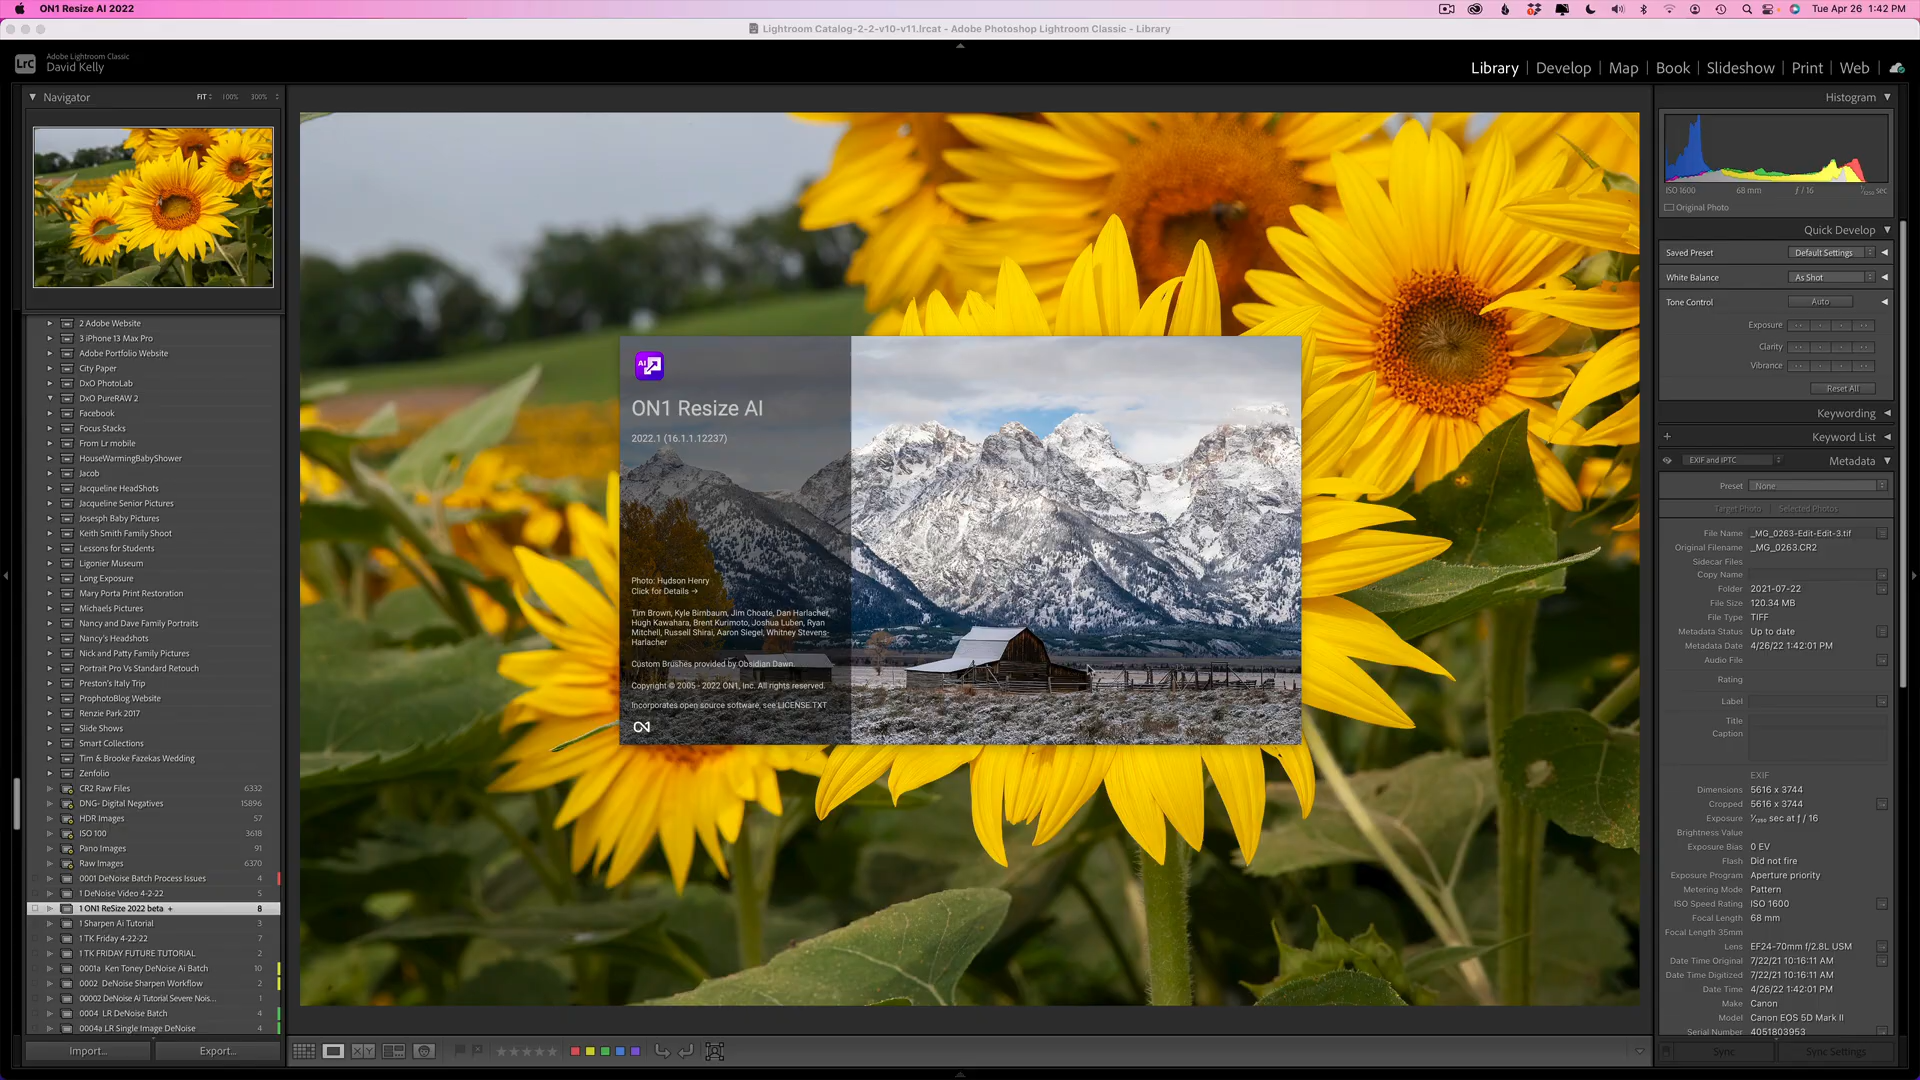 ON1 Resize AI 2022
Tue Apr 26 1:42 PM
Lightroom Catalog-2-2-v10-v11.lrcat - Adobe Photoshop Lightroom Classic - Library
LrC
Adobe Lightroom Classic
David Kelly
Library | Develop | Map | Book | Slideshow | Print | Web
Navigator
FIT
100%
300%
2 Adobe Website
3 iPhone 13 Max Pro
Adobe Portfolio Website
City Paper
DxO PhotoLab
DxO PureRAW 2
Facebook
Focus Stacks
From Lr mobile
HouseWarmingBabyShower
Jacob
Jacqueline HeadShots
Jacqueline Senior Pictures
Josesph Baby Pictures
Keith Smith Family Shoot
Lessons for Students
Ligonier Museum
Long Exposure
Mary Porta Print Restoration
Michaels Pictures
Nancy and Dave Family Portraits
Nancy's Headshots
Nick and Patty Family Pictures
Portrait Pro Vs Standard Retouch
Preston's Italy Trip
ProphotoBlog Website
Renzie Park 2017
Slide Shows
Smart Collections
Tim & Brooke Fazekas Wedding
Zenfolio
CR2 Raw Files 6332
DNG- Digital Negatives 15896
HDR Images 57
ISO 100 3618
Pano Images 91
Raw Images 6370
0001 DeNoise Batch Process Issues 4
1 DeNoise Video 4-2-22 5
1 ON1 ReSize 2022 beta + 8
1 Sharpen Ai Tutorial 3
1 TK Friday 4-22-22 7
1 TK FRIDAY FUTURE TUTORIAL 2
0001a Ken Toney DeNoise Ai Batch 10
0002 DeNoise Sharpen Workflow 2
00002 DeNoise Ai Tutorial Severe Nois... 1
0004 LR DeNoise Batch 4
0004a LR Single Image DeNoise 4
Import...
Export...
AI
ON1 Resize AI
2022.1 (16.1.1.12237)
Photo: Hudson Henry
Click for Details →
Tim Brown, Kyle Birnbaum, Jim Choate, Dan Harlacher,
Hugh Kawahara, Brent Kurimoto, Joshua Luben, Ryan
Mitchell, Russell Shirai, Aaron Siegel, Whitney Stevens-
Harlacher
Custom Brushes provided by Obsidian Dawn.
Copyright © 2005 - 2022 ON1, Inc. All rights reserved.
Incorporates open source software, see LICENSE.TXT
Histogram
ISO 1600
68 mm
ƒ / 16
1/1250 sec
Original Photo
Quick Develop
Saved Preset Default Settings
White Balance As Shot
Tone Control Auto
Exposure
Clarity
Vibrance
Reset All
Keywording
+ Keyword List
EXIF and IPTC Metadata
Preset None
Target Photo Selected Photos
File Name _MG_0263-Edit-Edit-3.tif
Original Filename _MG_0263.CR2
Sidecar Files
Copy Name
Folder 2021-07-22
File Size 120.34 MB
File Type TIFF
Metadata Status Up to date
Metadata Date 4/26/22 1:42:01 PM
Audio File
Rating
Label
Title
Caption
EXIF
Dimensions 5616 x 3744
Cropped 5616 x 3744
Exposure 1/1250 sec at ƒ / 16
Brightness Value
Exposure Bias 0 EV
Flash Did not fire
Exposure Program Aperture priority
Metering Mode Pattern
ISO Speed Rating ISO 1600
Focal Length 68 mm
Focal Length 35mm
Lens EF24-70mm f/2.8L USM
Date Time Original 7/22/21 10:16:11 AM
Date Time Digitized 7/22/21 10:16:11 AM
Date Time 4/26/22 1:42:01 PM
Make Canon
Model Canon EOS 5D Mark II
Serial Number 4051803953
Sync
Sync Settings